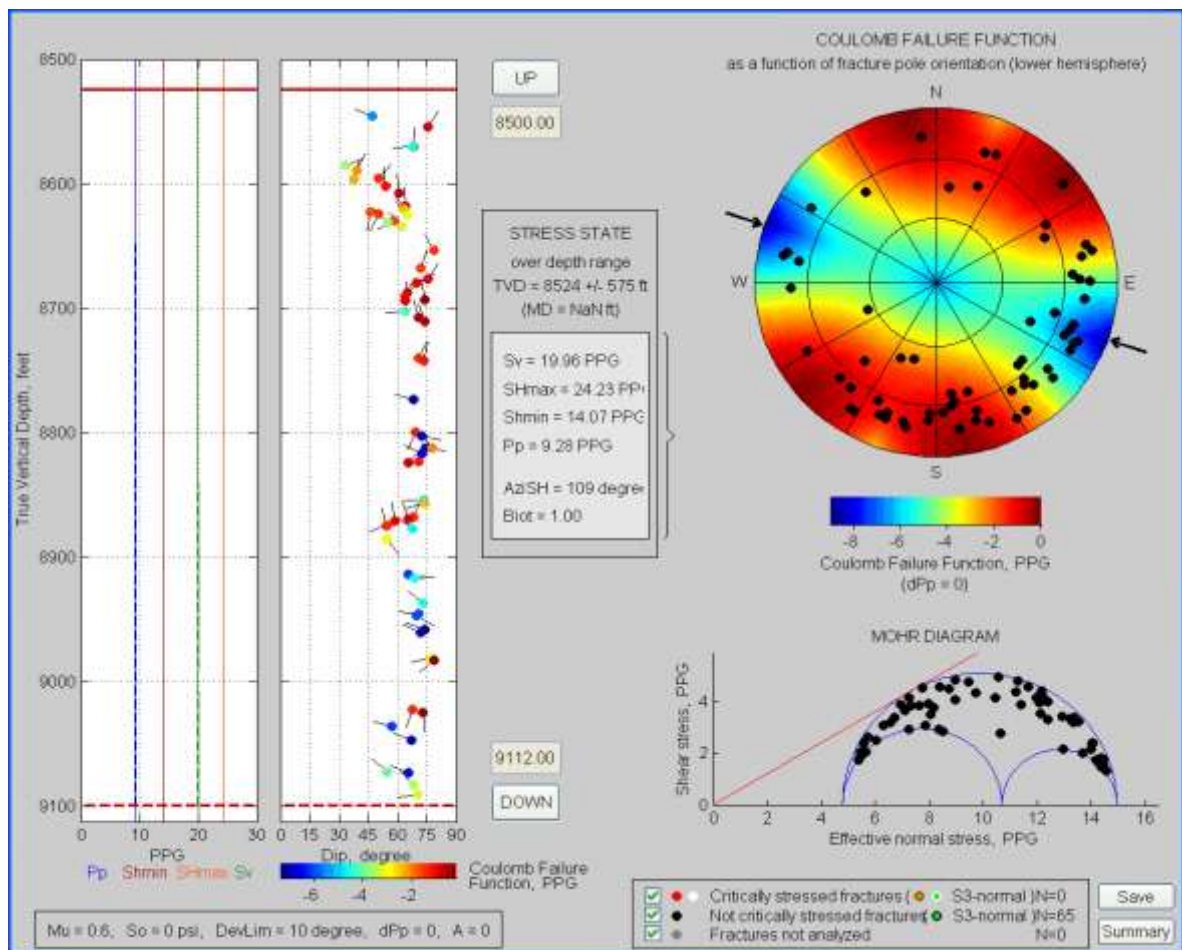 COULOMB FAILURE FUNCTION
as a function of fracture pole orientation (lower hemisphere)
N
W
E
S
-8 -6 -4 -2 0
Coulomb Failure Function, PPG
(dPp = 0)
8500
8600
8700
8800
8900
9000
9100
True Vertical Depth, feet
0 10 20 30
PPG
Pp Shmin SHmax Sv
0 15 30 45 60 75 90
Dip, degree
-6 -4 -2
Coulomb Failure
Function, PPG
UP
8500.00
STRESS STATE
over depth range
TVD = 8524 +/- 575 ft
(MD = NaN ft)
Sv = 19.96 PPG
SHmax = 24.23 PP
Shmin = 14.07 PPG
Pp = 9.28 PPG
AziSH = 109 degre
Biot = 1.00
9112.00
DOWN
MOHR DIAGRAM
Shear stress, PPG
4
2
0
0 2 4 6 8 10 12 14 16
Effective normal stress, PPG
Mu = 0.6, So = 0 psi, DevLim = 10 degree, dPp = 0, A = 0
Critically stressed fractures ( S3-normal )N=0
Not critically stressed fractures( S3-normal )N=65
Fractures not analyzed N=0
Save
Summary